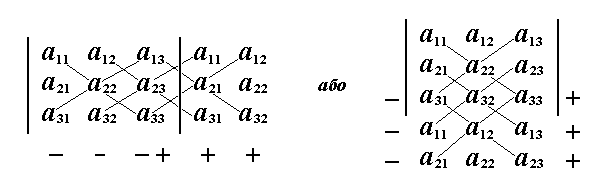 a₁₁ a₁₂ a₁₃ a₁₁ a₁₂
a₂₁ a₂₂ a₂₃ a₂₁ a₂₂
a₃₁ a₃₂ a₃₃ a₃₁ a₃₂
− - − + + +
або
a₁₁ a₁₂ a₁₃
a₂₁ a₂₂ a₂₃
− a₃₁ a₃₂ a₃₃ +
− a₁₁ a₁₂ a₁₃ +
− a₂₁ a₂₂ a₂₃ +